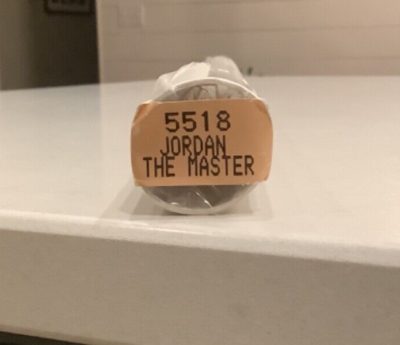 5518
JORDAN
THE MASTER